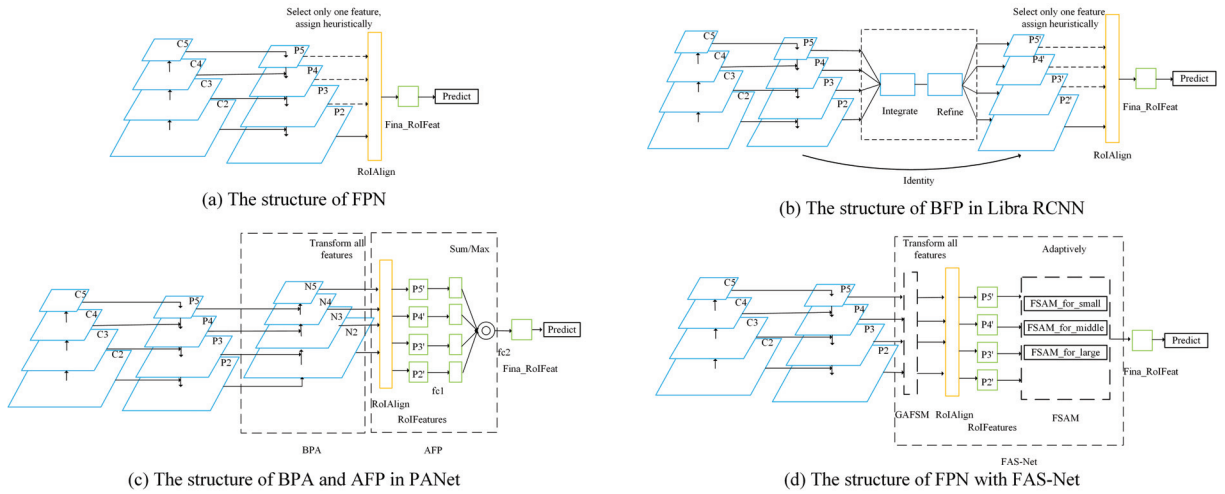 Select only one feature,
assign heuristically
C5
C4
C3
C2
P5
P4
P3
P2
Predict
Fina_RoIFeat
RoIAlign
(a) The structure of FPN
Select only one feature
assign heuristically
C5
C4
C3
C2
P5
P4
P3
P2
Integrate
Refine
P5'
P4'
P3'
P2'
Predict
Fina_RoIFeat
RoIAlign
Identity
(b) The structure of BFP in Libra RCNN
Transform all
features
Sum/Max
C5
C4
C3
C2
P5
P4
P3
P2
N5
N4
N3
N2
P5'
P4'
P3'
P2'
fc1
fc2
Predict
Fina_RoIFeat
RoIAlign
RoIFeatures
BPA
AFP
(c) The structure of BPA and AFP in PANet
Transform all
features
Adaptively
C5
C4
C3
C2
P5
P4
P3
P2
P5'
P4'
P3'
P2'
FSAM_for_small
FSAM_for_middle
FSAM_for_large
Predict
Fina_RoIFeat
GAFSM
RoIAlign
RoIFeatures
FSAM
FAS-Net
(d) The structure of FPN with FAS-Net